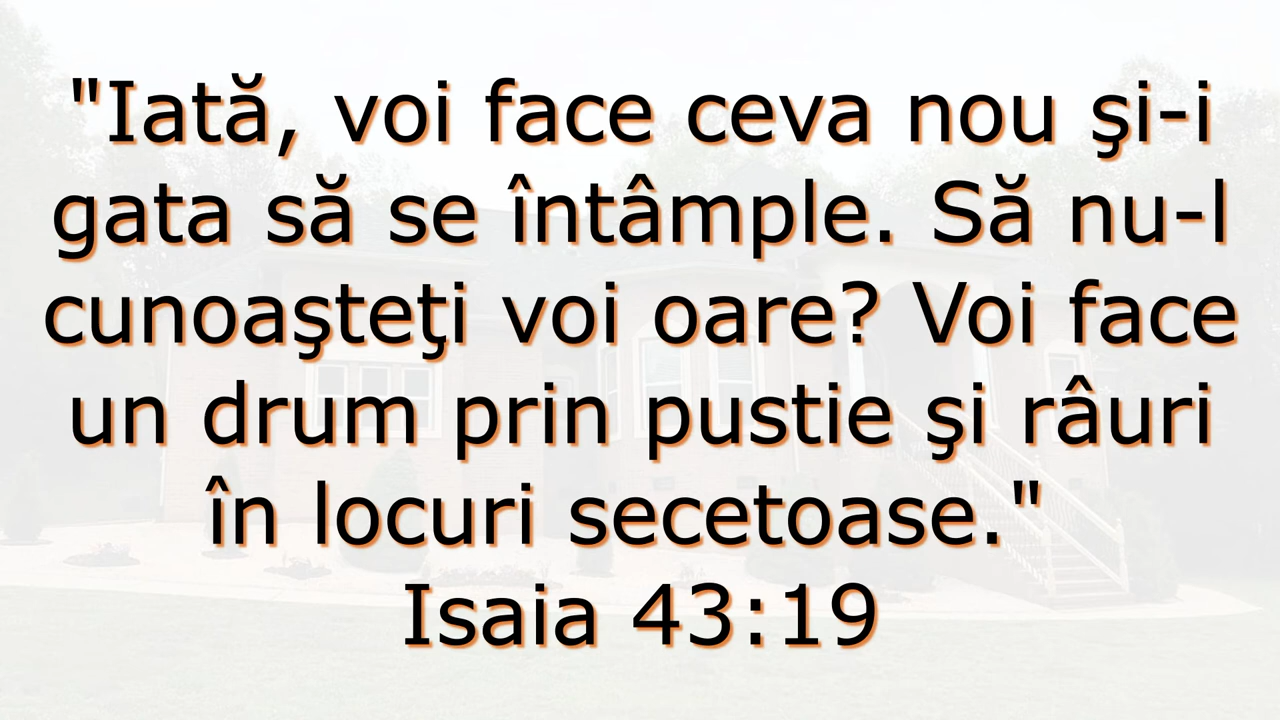 "Iată, voi face ceva nou şi-i
gata să se întâmple. Să nu-l
cunoaşteţi voi oare? Voi face
un drum prin pustie şi râuri
în locuri secetoase."
Isaia 43:19